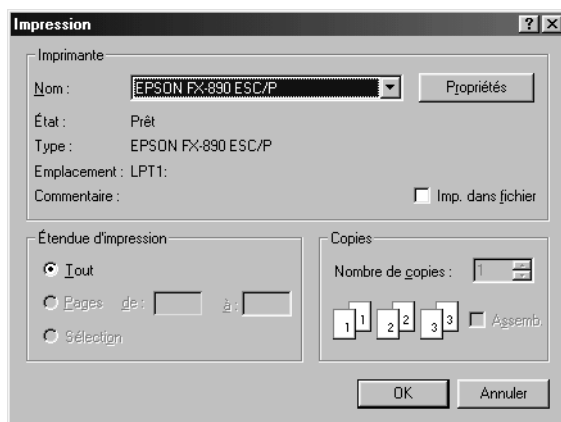 Impression
Imprimante
Nom :
EPSON FX-890 ESC/P
Propriétés
État :
Prêt
Type :
EPSON FX-890 ESC/P
Emplacement :
LPT1:
Commentaire :
Imp. dans fichier
Étendue d'impression
Tout
Pages de : à :
Sélection
Copies
Nombre de copies :
1
1 1 2 2 3 3
Assemb.
OK
Annuler